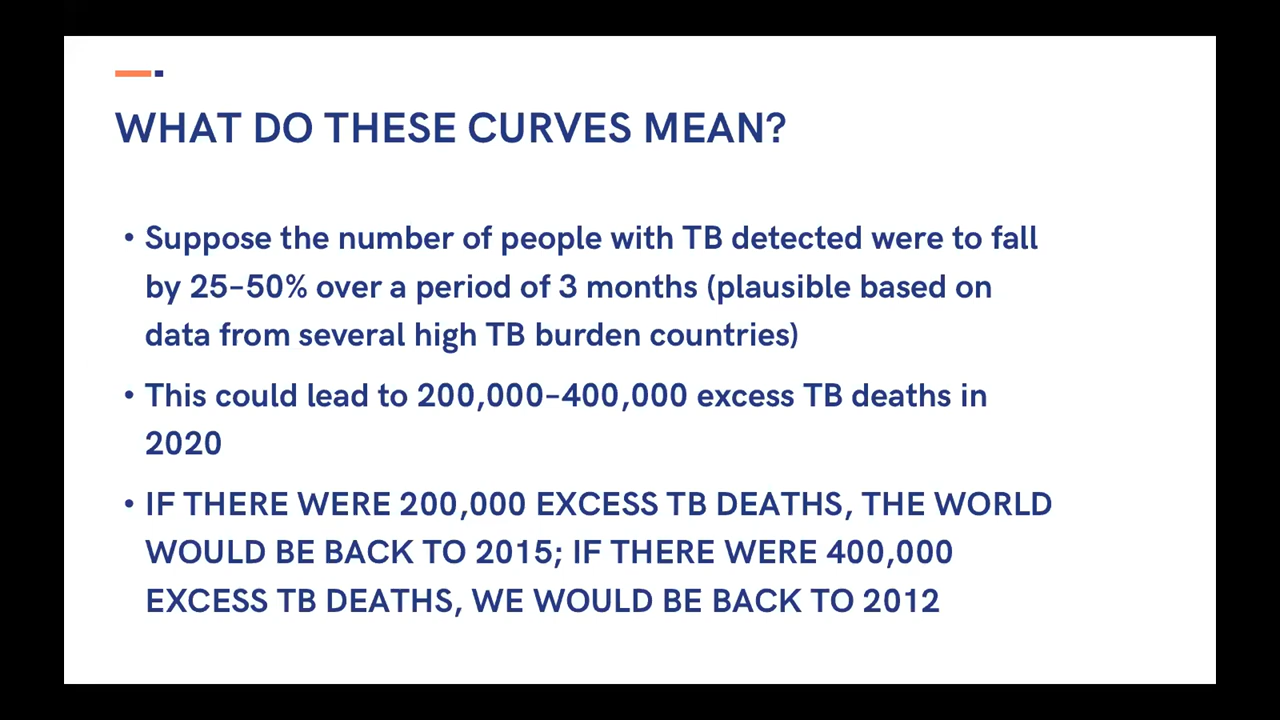 WHAT DO THESE CURVES MEAN?
• Suppose the number of people with TB detected were to fall
by 25–50% over a period of 3 months (plausible based on
data from several high TB burden countries)
• This could lead to 200,000–400,000 excess TB deaths in
2020
• IF THERE WERE 200,000 EXCESS TB DEATHS, THE WORLD
WOULD BE BACK TO 2015; IF THERE WERE 400,000
EXCESS TB DEATHS, WE WOULD BE BACK TO 2012